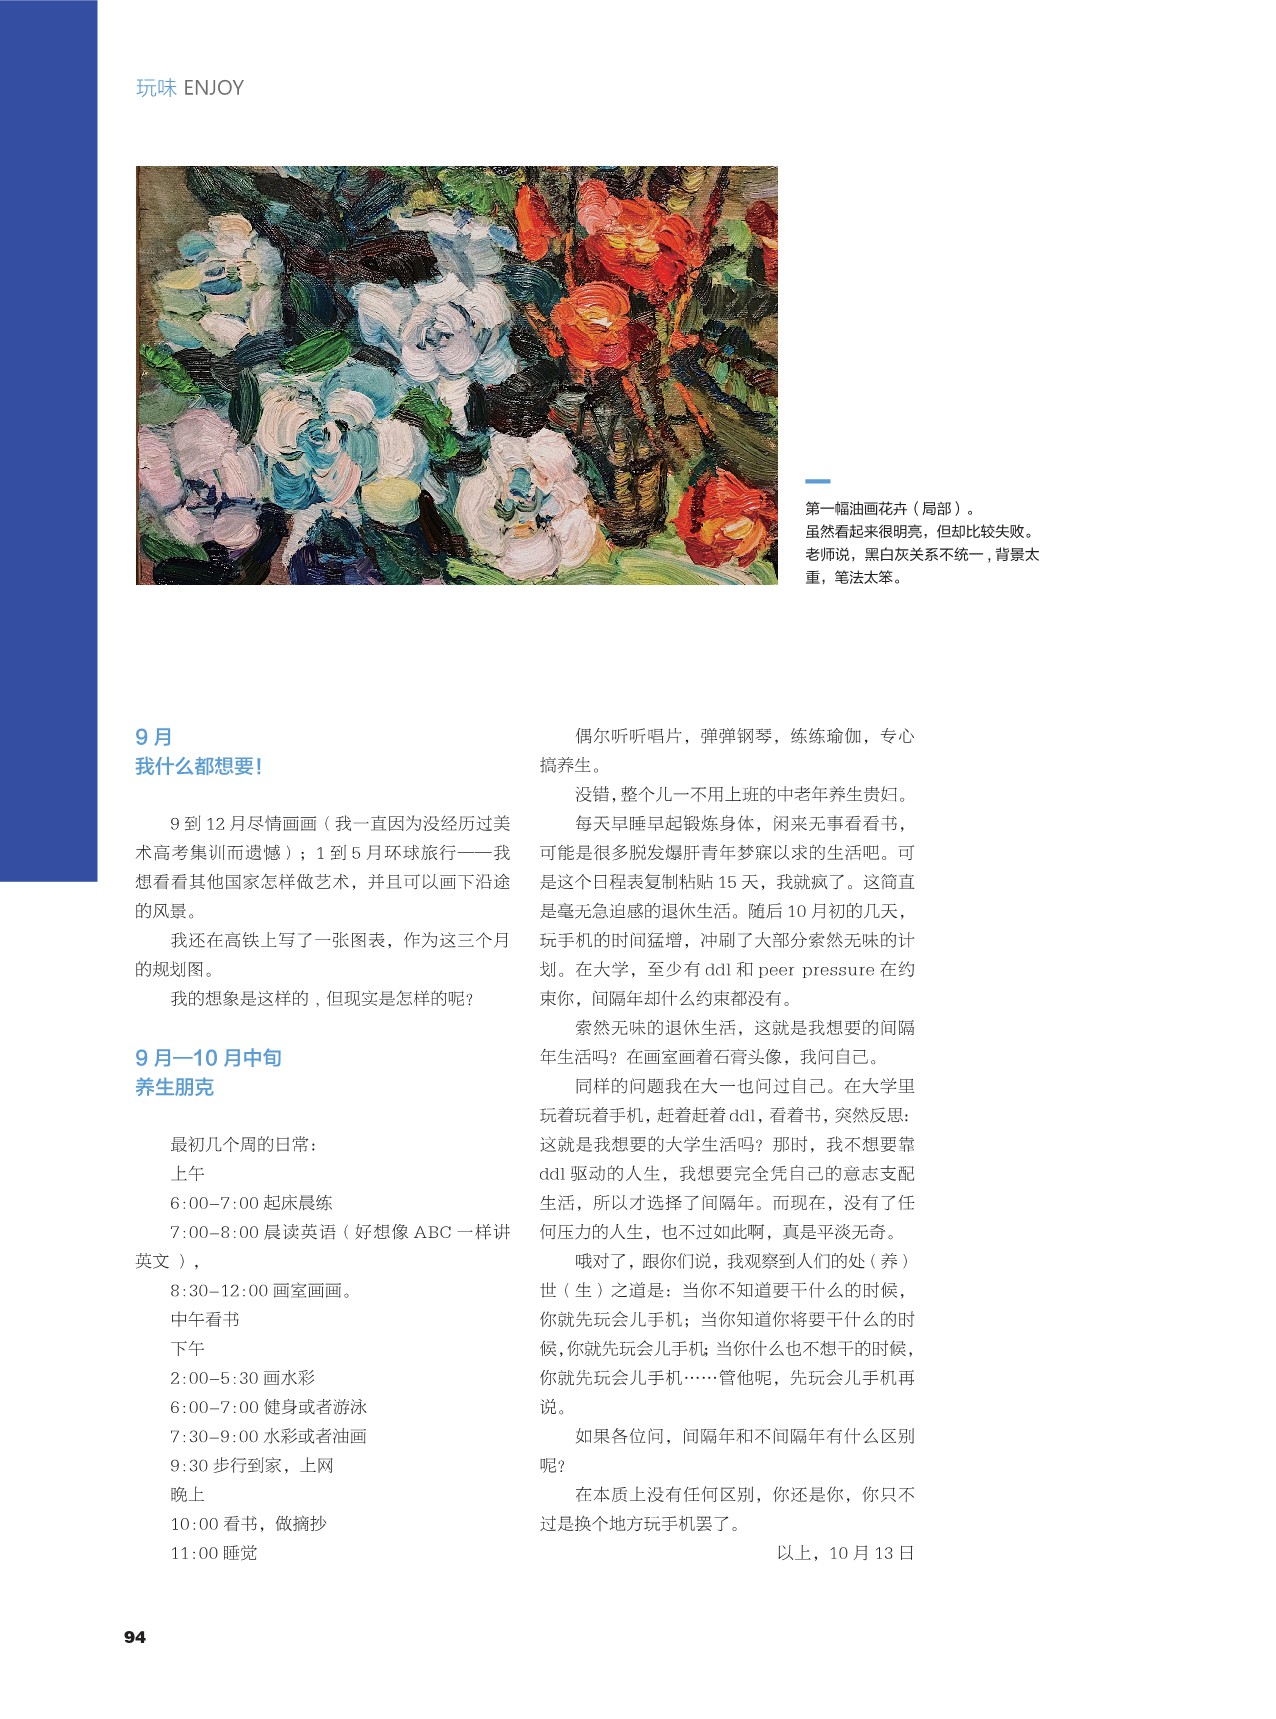 玩味 ENJOY
第一幅油画花卉（局部）。
虽然看起来很明亮，但却比较失败。
老师说，黑白灰关系不统一 , 背景太
重，笔法太笨。
9 月
我什么都想要！
9 到 12 月尽情画画（我一直因为没经历过美
术高考集训而遗憾）；1 到 5 月环球旅行——我
想看看其他国家怎样做艺术，并且可以画下沿途
的风景。
我还在高铁上写了一张图表，作为这三个月
的规划图。
我的想象是这样的 , 但现实是怎样的呢？
9 月—10 月中旬
养生朋克
最初几个周的日常：
上午
6:00–7:00 起床晨练
7:00–8:00 晨读英语（好想像 ABC 一样讲
英文 ），
8:30–12:00 画室画画。
中午看书
下午
2:00–5:30 画水彩
6:00–7:00 健身或者游泳
7:30–9:00 水彩或者油画
9:30 步行到家，上网
晚上
10:00 看书，做摘抄
11:00 睡觉
偶尔听听唱片，弹弹钢琴，练练瑜伽，专心
搞养生。
没错，整个儿一不用上班的中老年养生贵妇。
每天早睡早起锻炼身体，闲来无事看看书，
可能是很多脱发爆肝青年梦寐以求的生活吧。可
是这个日程表复制粘贴 15 天，我就疯了。这简直
是毫无急迫感的退休生活。随后 10 月初的几天，
玩手机的时间猛增，冲刷了大部分索然无味的计
划。在大学，至少有 ddl 和 peer pressure 在约
束你，间隔年却什么约束都没有。
索然无味的退休生活，这就是我想要的间隔
年生活吗？在画室画着石膏头像，我问自己。
同样的问题我在大一也问过自己。在大学里
玩着玩着手机，赶着赶着 ddl，看着书，突然反思：
这就是我想要的大学生活吗？那时，我不想要靠
ddl 驱动的人生，我想要完全凭自己的意志支配
生活，所以才选择了间隔年。而现在，没有了任
何压力的人生，也不过如此啊，真是平淡无奇。
哦对了，跟你们说，我观察到人们的处（养）
世（生）之道是：当你不知道要干什么的时候，
你就先玩会儿手机；当你知道你将要干什么的时
候，你就先玩会儿手机；当你什么也不想干的时候，
你就先玩会儿手机……管他呢，先玩会儿手机再
说。
如果各位问，间隔年和不间隔年有什么区别
呢？
在本质上没有任何区别，你还是你，你只不
过是换个地方玩手机罢了。
以上，10 月 13 日
94